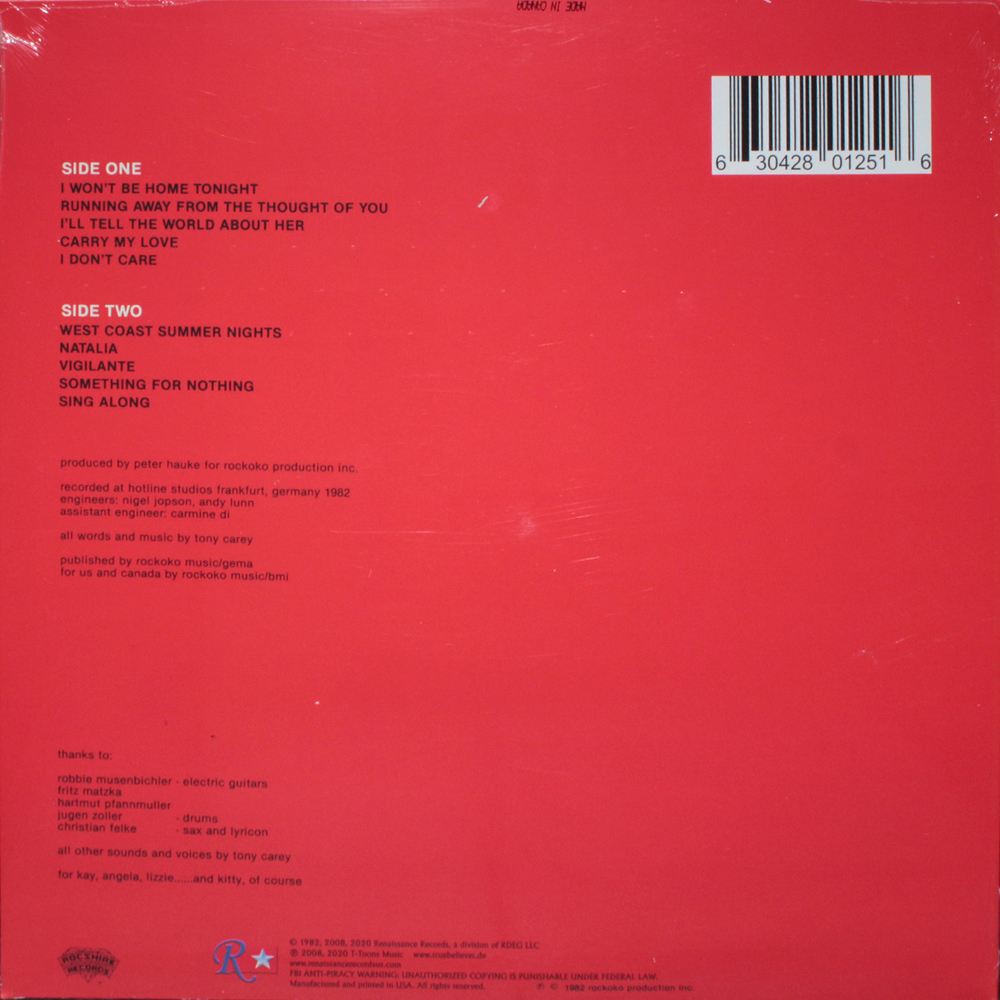 MADE IN CANADA
6 30428 01251 6
SIDE ONE
I WON'T BE HOME TONIGHT
RUNNING AWAY FROM THE THOUGHT OF YOU
I'LL TELL THE WORLD ABOUT HER
CARRY MY LOVE
I DON'T CARE
SIDE TWO
WEST COAST SUMMER NIGHTS
NATALIA
VIGILANTE
SOMETHING FOR NOTHING
SING ALONG
produced by peter hauke for rockoko production inc.
recorded at hotline studios frankfurt, germany 1982
engineers: nigel jopson, andy lunn
assistant engineer: carmine di
all words and music by tony carey
published by rockoko music/gema
for us and canada by rockoko music/bmi
thanks to:
robbie musenbichler - electric guitars
fritz matzka
hartmut pfannmuller
jugen zoller - drums
christian felke - sax and lyricon
all other sounds and voices by tony carey
for kay, angela, lizzie.....and kitty, of course
ROCSHIRE
RECORDS
R
© 1982, 2008, 2020 Renaissance Records, a division of RDEG LLC
℗ 2008, 2020 T-Toons Music www.truebeliever.de
www.renaissancerecordsus.com
FBI ANTI-PIRACY WARNING: UNAUTHORIZED COPYING IS PUNISHABLE UNDER FEDERAL LAW.
Manufactured and printed in USA. All rights reserved. ℗ © 1982 rockoko production inc.